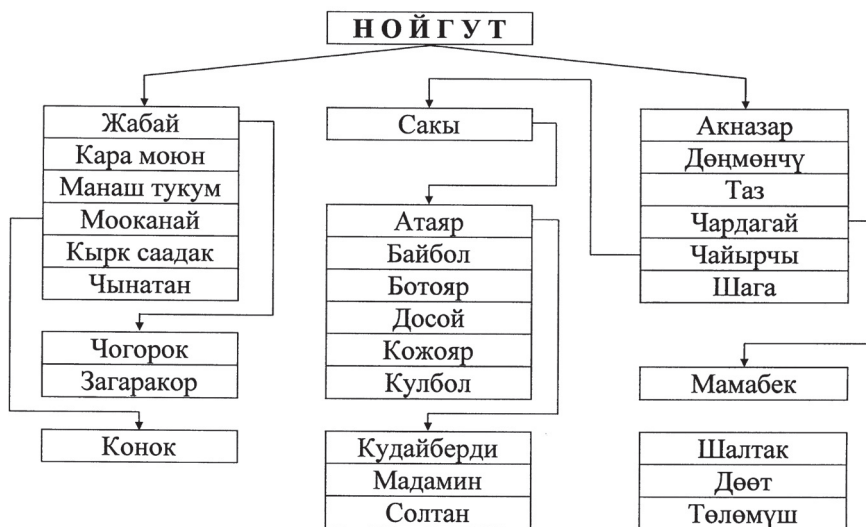 НОЙГУТ
Жабай
Кара моюн
Манаш тукум
Мооканай
Кырк саадак
Чынатан
Чогорок
Загаракор
Конок
Сакы
Атаяр
Байбол
Ботояр
Досой
Кожояр
Кулбол
Кудайберди
Мадамин
Солтан
Акназар
Дөңмөнчү
Таз
Чардагай
Чайырчы
Шага
Мамабек
Шалтак
Дөөт
Төлөмүш